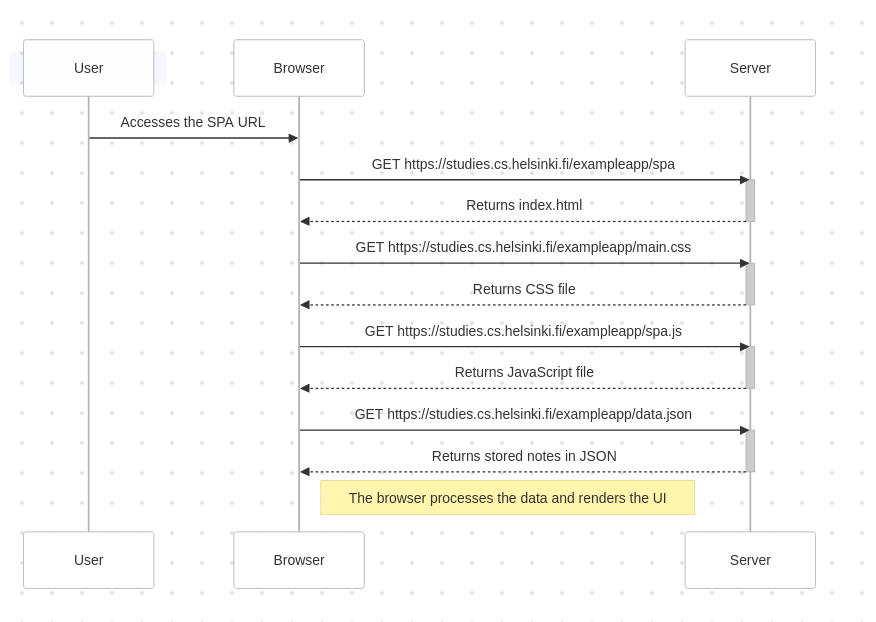 User
Browser
Server
Accesses the SPA URL
GET https://studies.cs.helsinki.fi/exampleapp/spa
Returns index.html
GET https://studies.cs.helsinki.fi/exampleapp/main.css
Returns CSS file
GET https://studies.cs.helsinki.fi/exampleapp/spa.js
Returns JavaScript file
GET https://studies.cs.helsinki.fi/exampleapp/data.json
Returns stored notes in JSON
The browser processes the data and renders the UI
User
Browser
Server